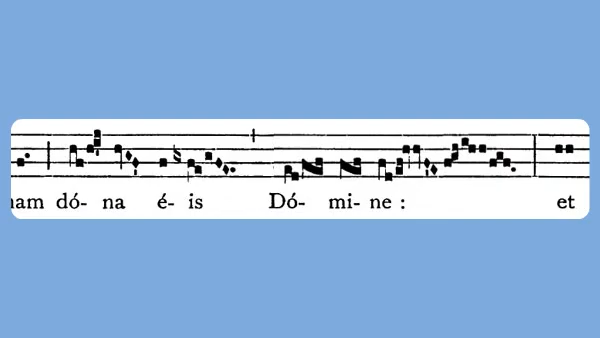 nam dó- na é- is Dó- mi- ne : et